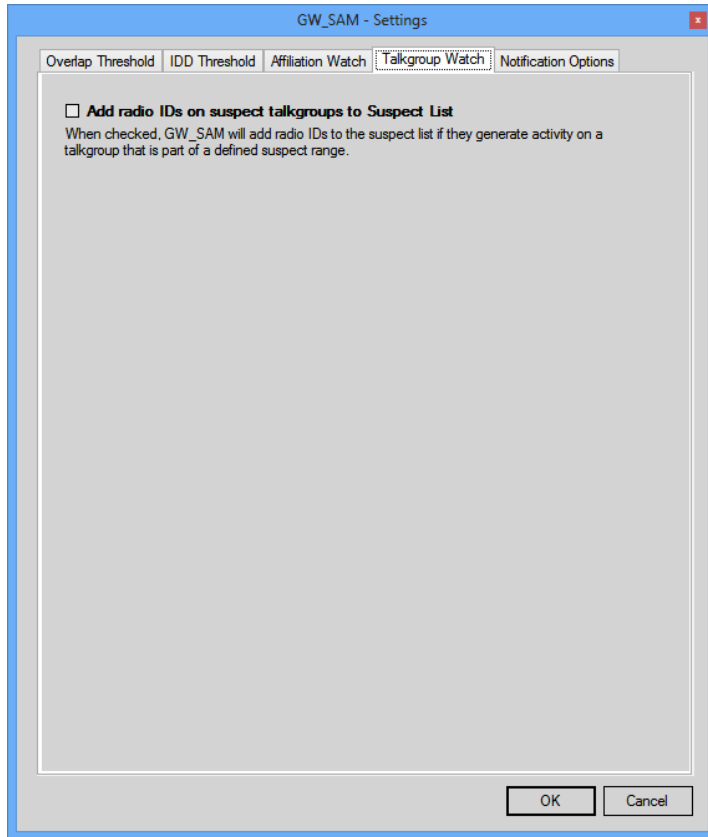 GW_SAM - Settings
x
Overlap Threshold IDD Threshold Affiliation Watch Talkgroup Watch Notification Options
Add radio IDs on suspect talkgroups to Suspect List
When checked, GW_SAM will add radio IDs to the suspect list if they generate activity on a
talkgroup that is part of a defined suspect range.
OK Cancel